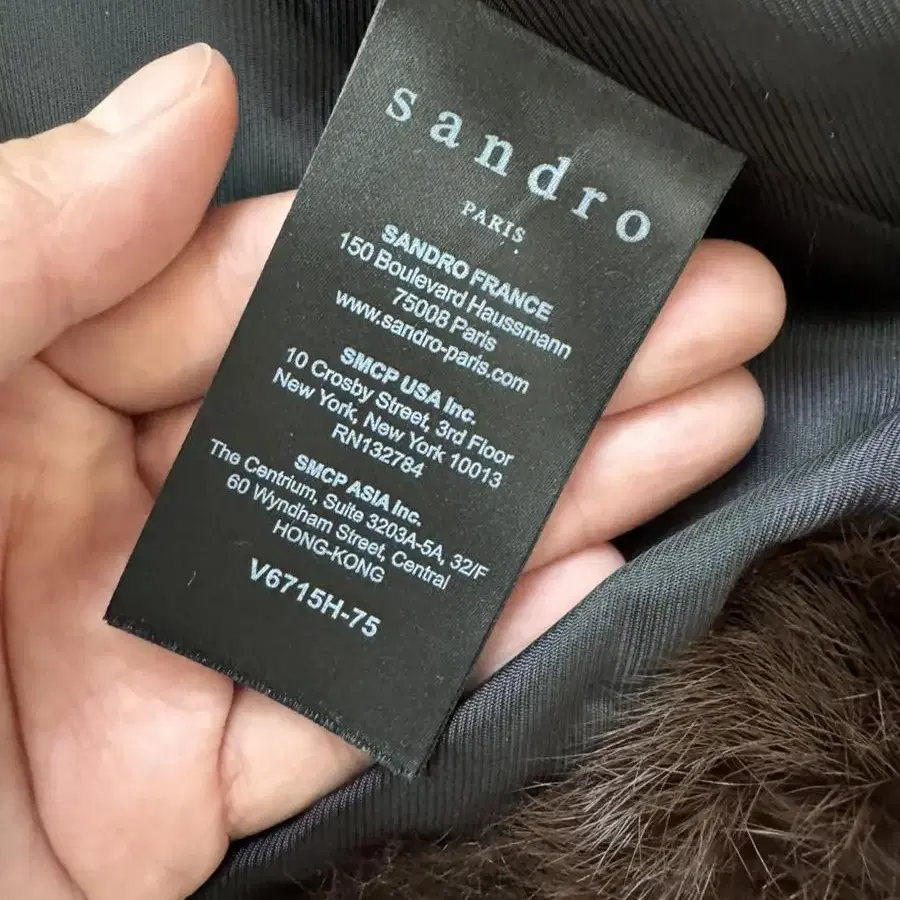 sandro
PARIS
SANDRO FRANCE
150 Boulevard Haussmann
75008 Paris
www.sandro-paris.com
SMCP USA Inc.
10 Crosby Street, 3rd Floor
New York, New York 10013
RN132784
SMCP ASIA Inc.
The Centrium, Suite 3203A-5A, 32/F
60 Wyndham Street, Central
HONG-KONG
V6715H-75